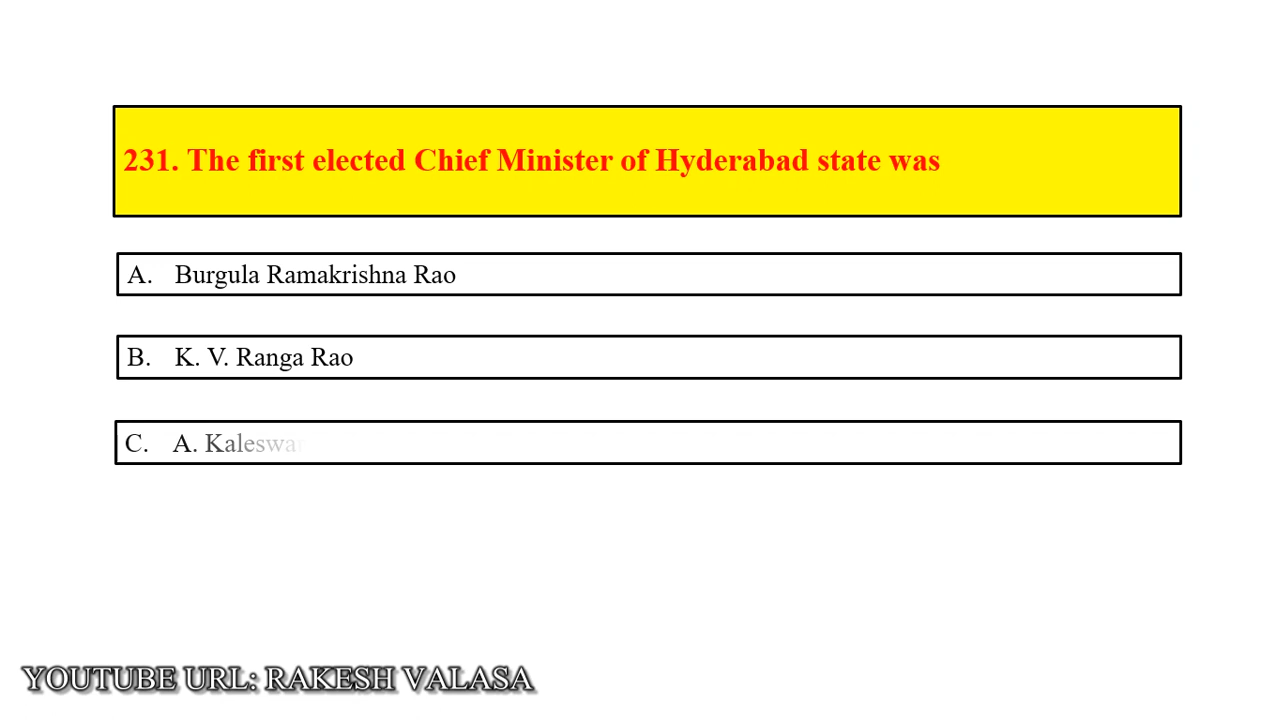 231. The first elected Chief Minister of Hyderabad state was
A. Burgula Ramakrishna Rao
B. K. V. Ranga Rao
C. A.
YOUTUBE URL: RAKESH VALASA